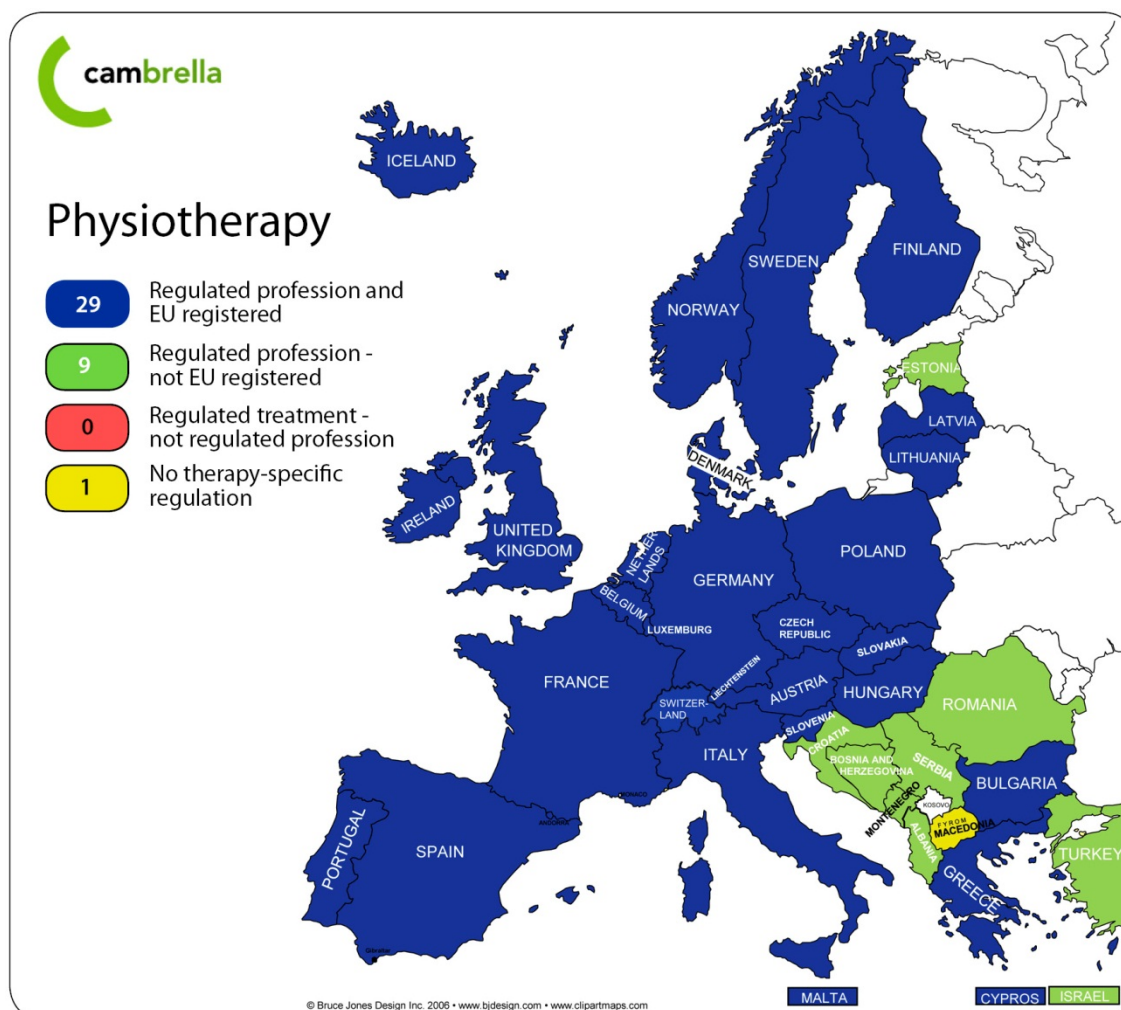 cambrella
Physiotherapy
29
Regulated profession and
EU registered
9
Regulated profession -
not EU registered
0
Regulated treatment -
not regulated profession
1
No therapy-specific
regulation
ICELAND
NORWAY
SWEDEN
FINLAND
ESTONIA
LATVIA
LITHUANIA
DENMARK
IRELAND
UNITED
KINGDOM
NETHER
LANDS
BELGIUM
LUXEMBURG
GERMANY
POLAND
CZECH
REPUBLIC
SLOVAKIA
LIECHTENSTEIN
AUSTRIA
HUNGARY
FRANCE
SWITZER-
LAND
SLOVENIA
ITALY
CROATIA
BOSNIA AND
HERZEGOVINA
SERBIA
ROMANIA
BULGARIA
MONTENEGRO
KOSOVO
FYROM
MACEDONIA
ALBANIA
GREECE
TURKEY
MONACO
ANDORRA
PORTUGAL
SPAIN
Gibraltar
MALTA
CYPROS
ISRAEL
© Bruce Jones Design Inc. 2006 • www.bjdesign.com • www.clipartmaps.com